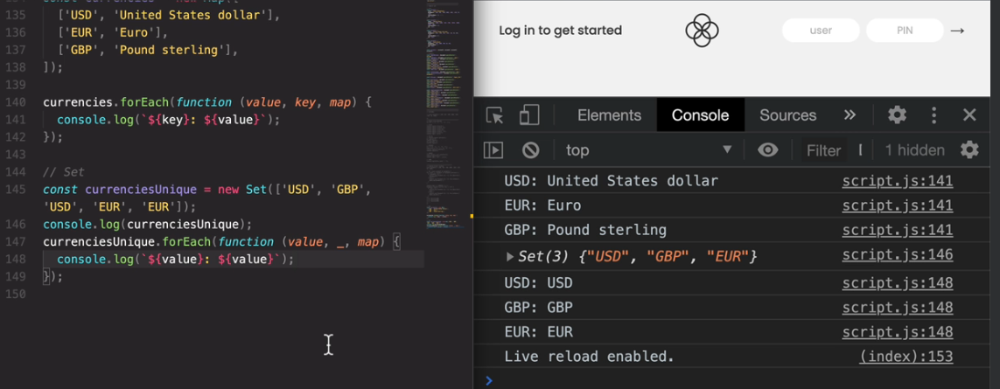 135 ['USD', 'United States dollar'],
136 ['EUR', 'Euro'],
137 ['GBP', 'Pound sterling'],
138 ]);
139
140 currencies.forEach(function (value, key, map) {
141 console.log(`${key}: ${value}`);
142 });
143
144 // Set
145 const currenciesUnique = new Set(['USD', 'GBP',
'USD', 'EUR', 'EUR']);
146 console.log(currenciesUnique);
147 currenciesUnique.forEach(function (value, _, map) {
148 console.log(`${value}: ${value}`);
149 });
150
Log in to get started user PIN →
Elements Console Sources »
top Filter 1 hidden
USD: United States dollar script.js:141
EUR: Euro script.js:141
GBP: Pound sterling script.js:141
Set(3) {"USD", "GBP", "EUR"} script.js:146
USD: USD script.js:148
GBP: GBP script.js:148
EUR: EUR script.js:148
Live reload enabled. (index):153